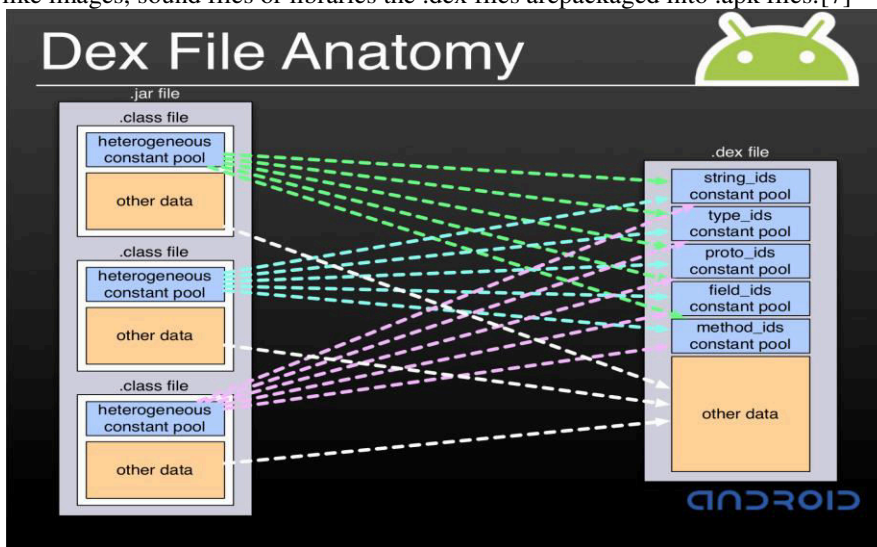 like images, sound files or libraries the .dex files arepackaged into .apk files.[7]
Dex File Anatomy
.jar file
.class file
heterogeneous
constant pool
other data
.class file
heterogeneous
constant pool
other data
.class file
heterogeneous
constant pool
other data
.dex file
string_ids
constant pool
type_ids
constant pool
proto_ids
constant pool
field_ids
constant pool
method_ids
constant pool
other data
ANDROID